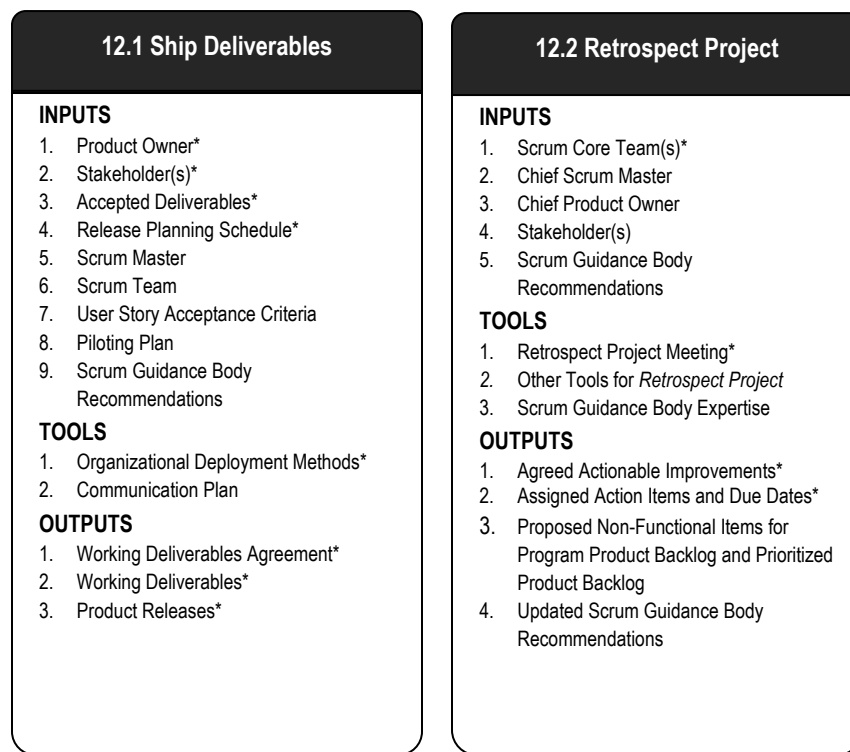 12.1 Ship Deliverables
INPUTS
1. Product Owner*
2. Stakeholder(s)*
3. Accepted Deliverables*
4. Release Planning Schedule*
5. Scrum Master
6. Scrum Team
7. User Story Acceptance Criteria
8. Piloting Plan
9. Scrum Guidance Body
Recommendations
TOOLS
1. Organizational Deployment Methods*
2. Communication Plan
OUTPUTS
1. Working Deliverables Agreement*
2. Working Deliverables*
3. Product Releases*
12.2 Retrospect Project
INPUTS
1. Scrum Core Team(s)*
2. Chief Scrum Master
3. Chief Product Owner
4. Stakeholder(s)
5. Scrum Guidance Body
Recommendations
TOOLS
1. Retrospect Project Meeting*
2. Other Tools for Retrospect Project
3. Scrum Guidance Body Expertise
OUTPUTS
1. Agreed Actionable Improvements*
2. Assigned Action Items and Due Dates*
3. Proposed Non-Functional Items for
Program Product Backlog and Prioritized
Product Backlog
4. Updated Scrum Guidance Body
Recommendations